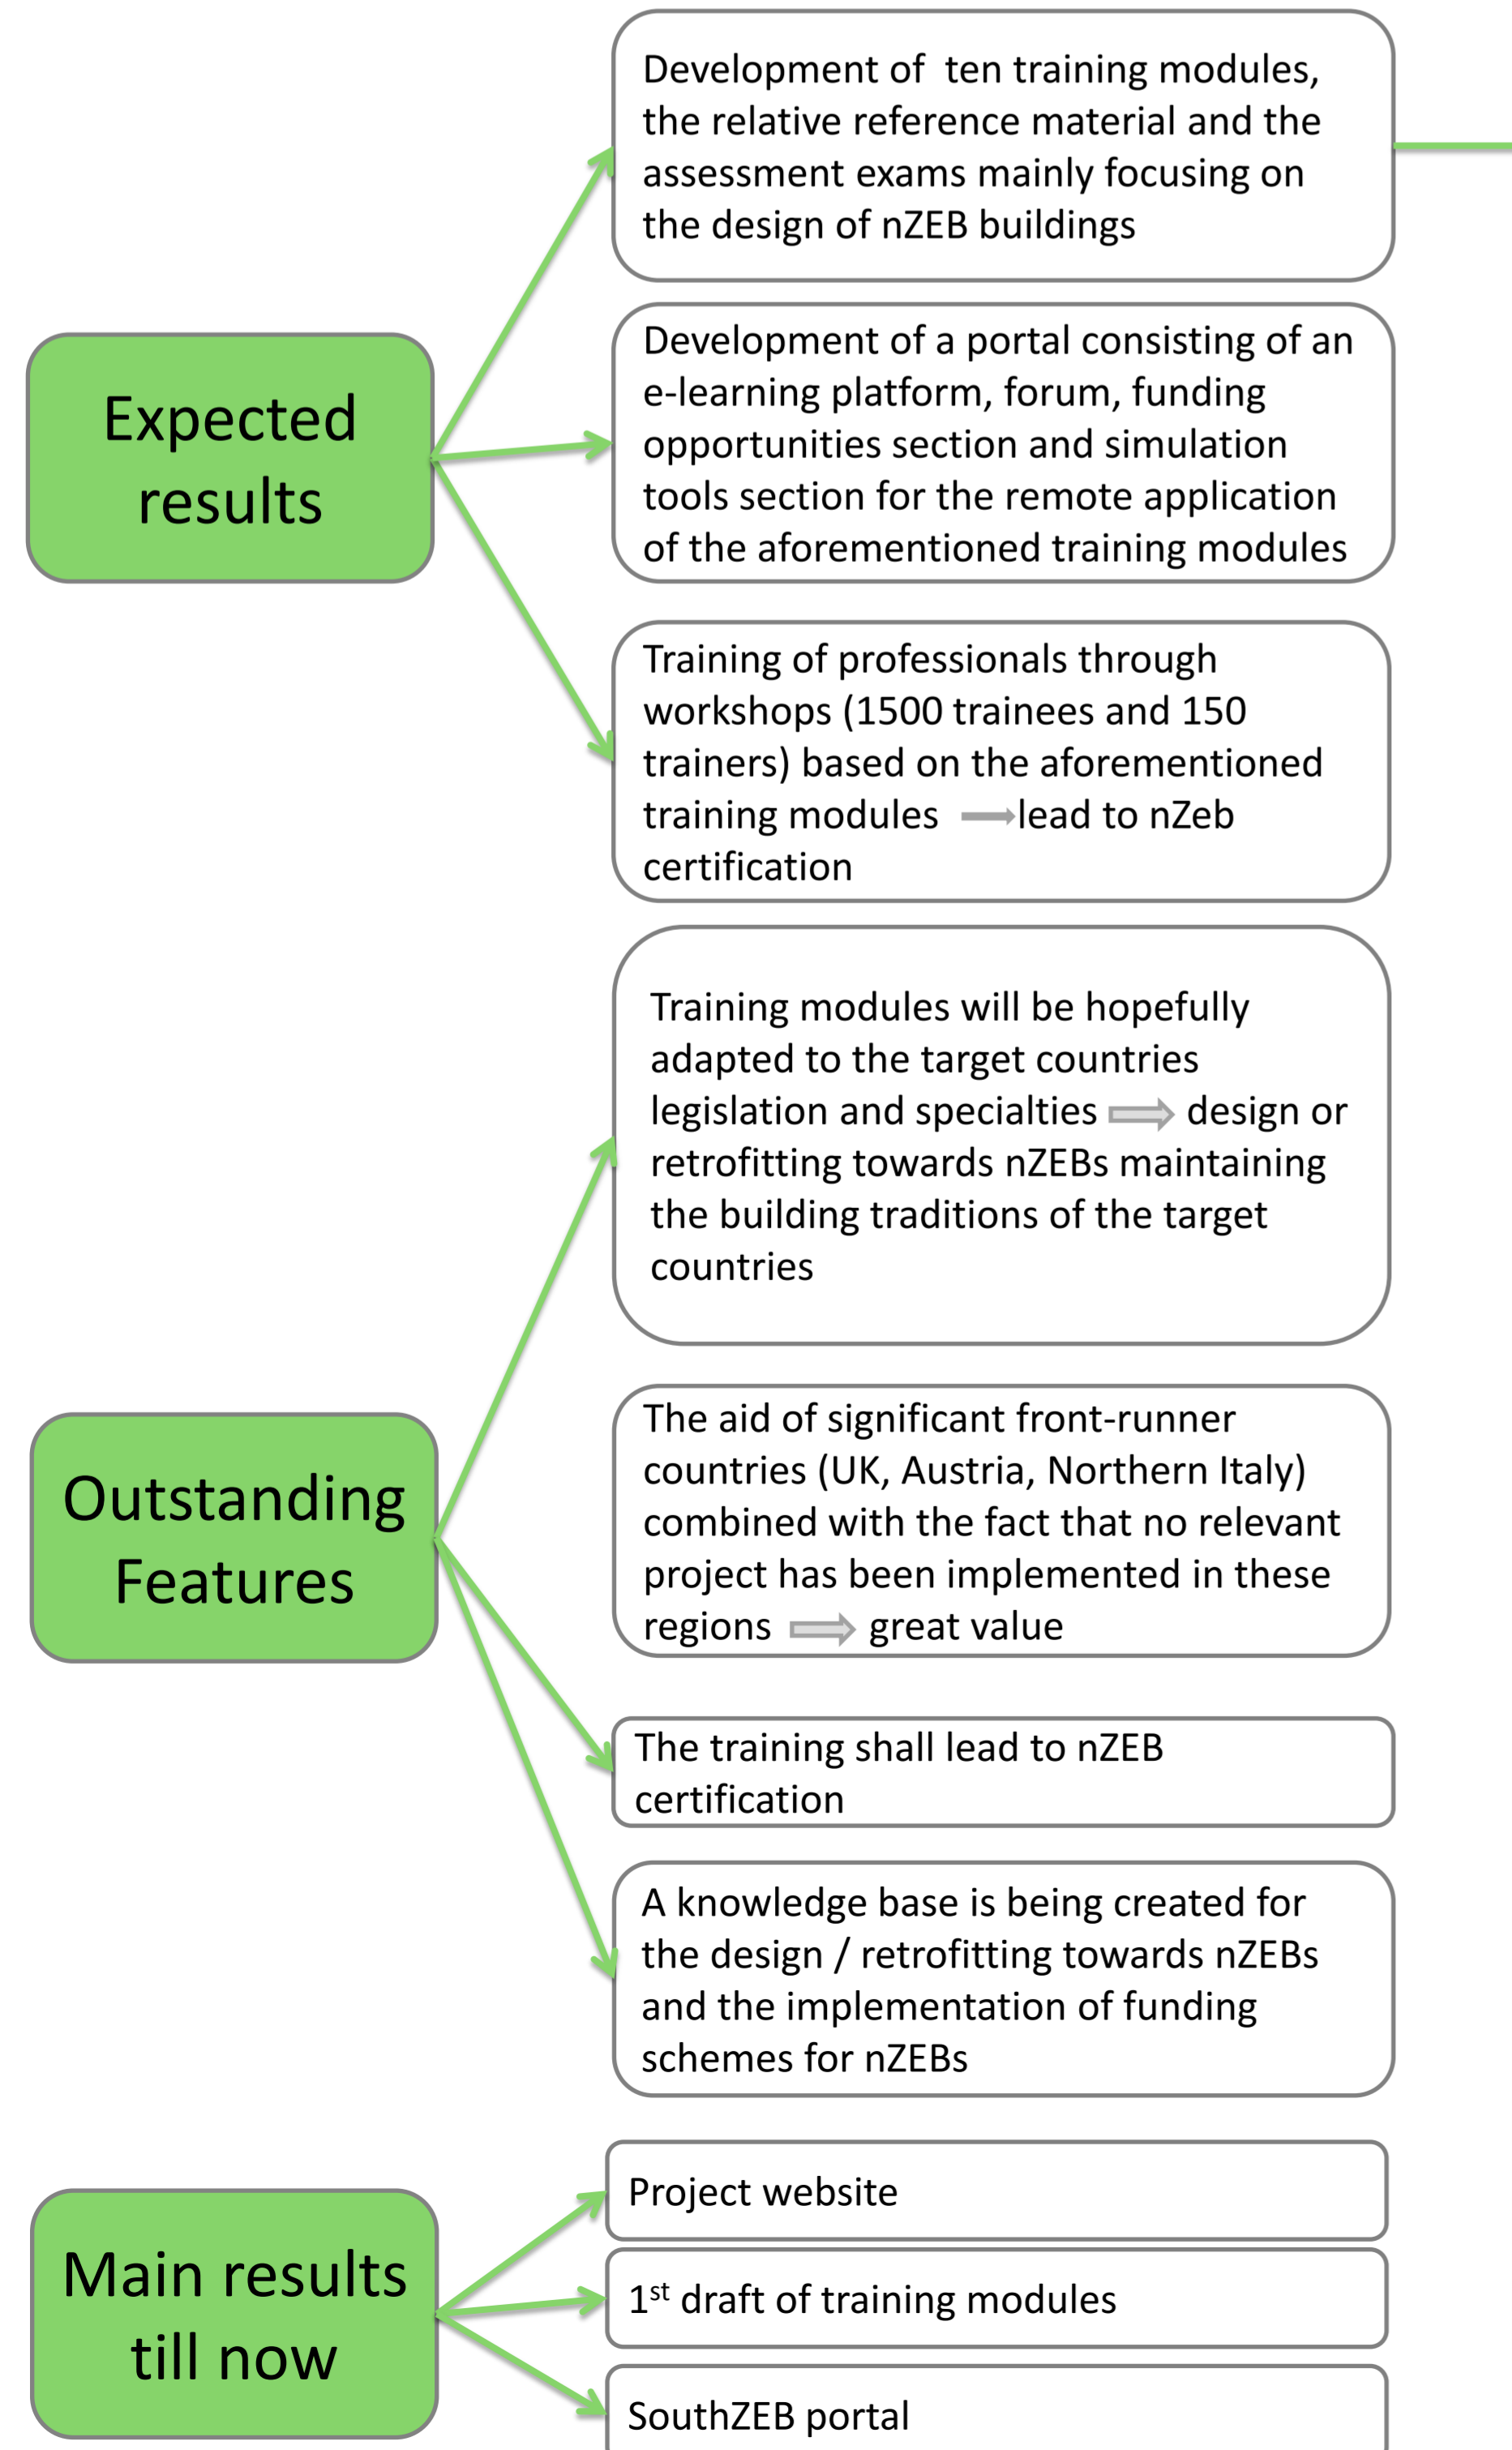 Expected
results
Development of ten training modules,
the relative reference material and the
assessment exams mainly focusing on
the design of nZEB buildings
Development of a portal consisting of an
e-learning platform, forum, funding
opportunities section and simulation
tools section for the remote application
of the aforementioned training modules
Training of professionals through
workshops (1500 trainees and 150
trainers) based on the aforementioned
training modules lead to nZeb
certification
Outstanding
Features
Training modules will be hopefully
adapted to the target countries
legislation and specialties design or
retrofitting towards nZEBs maintaining
the building traditions of the target
countries
The aid of significant front-runner
countries (UK, Austria, Northern Italy)
combined with the fact that no relevant
project has been implemented in these
regions great value
The training shall lead to nZEB
certification
A knowledge base is being created for
the design / retrofitting towards nZEBs
and the implementation of funding
schemes for nZEBs
Main results
till now
Project website
1st draft of training modules
SouthZEB portal